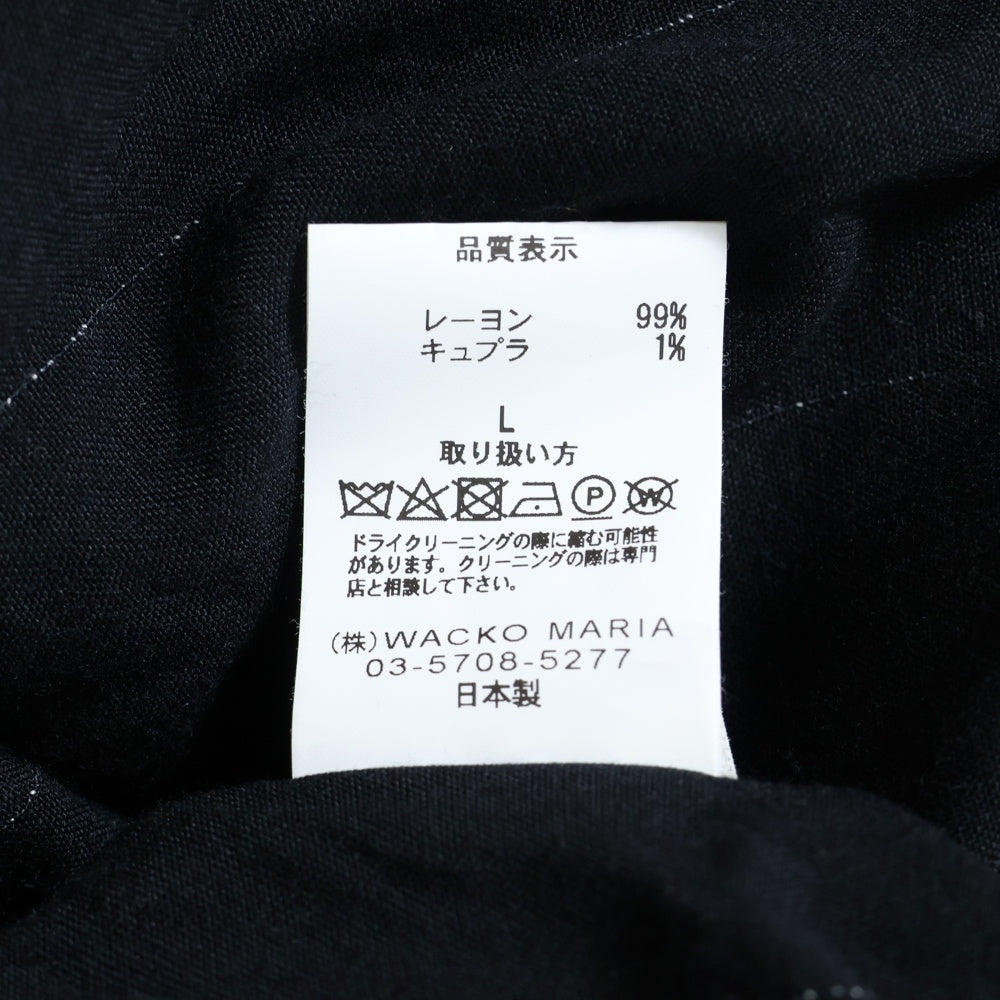 品質表示
レーヨン 99%
キュプラ 1%
L
取り扱い方
P W
ドライクリーニングの際に縮む可能性
があります。クリーニングの際は専門
店と相談して下さい。
(株)WACKO MARIA
03-5708-5277
日本製